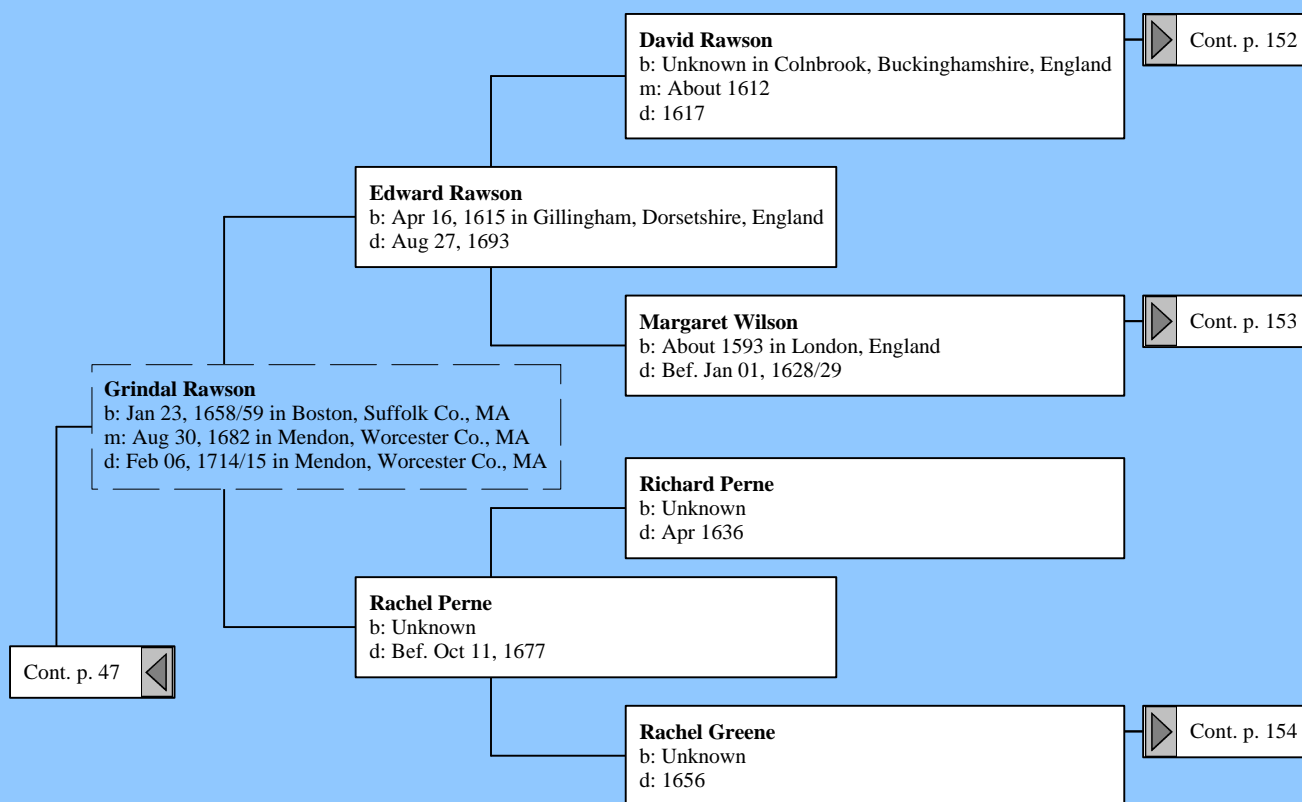 David Rawson
b: Unknown in Colnbrook, Buckinghamshire, England
m: About 1612
d: 1617
Cont. p. 152
Edward Rawson
b: Apr 16, 1615 in Gillingham, Dorsetshire, England
d: Aug 27, 1693
Margaret Wilson
b: About 1593 in London, England
d: Bef. Jan 01, 1628/29
Cont. p. 153
Grindal Rawson
b: Jan 23, 1658/59 in Boston, Suffolk Co., MA
m: Aug 30, 1682 in Mendon, Worcester Co., MA
d: Feb 06, 1714/15 in Mendon, Worcester Co., MA
Richard Perne
b: Unknown
d: Apr 1636
Rachel Perne
b: Unknown
d: Bef. Oct 11, 1677
Cont. p. 47
Rachel Greene
b: Unknown
d: 1656
Cont. p. 154